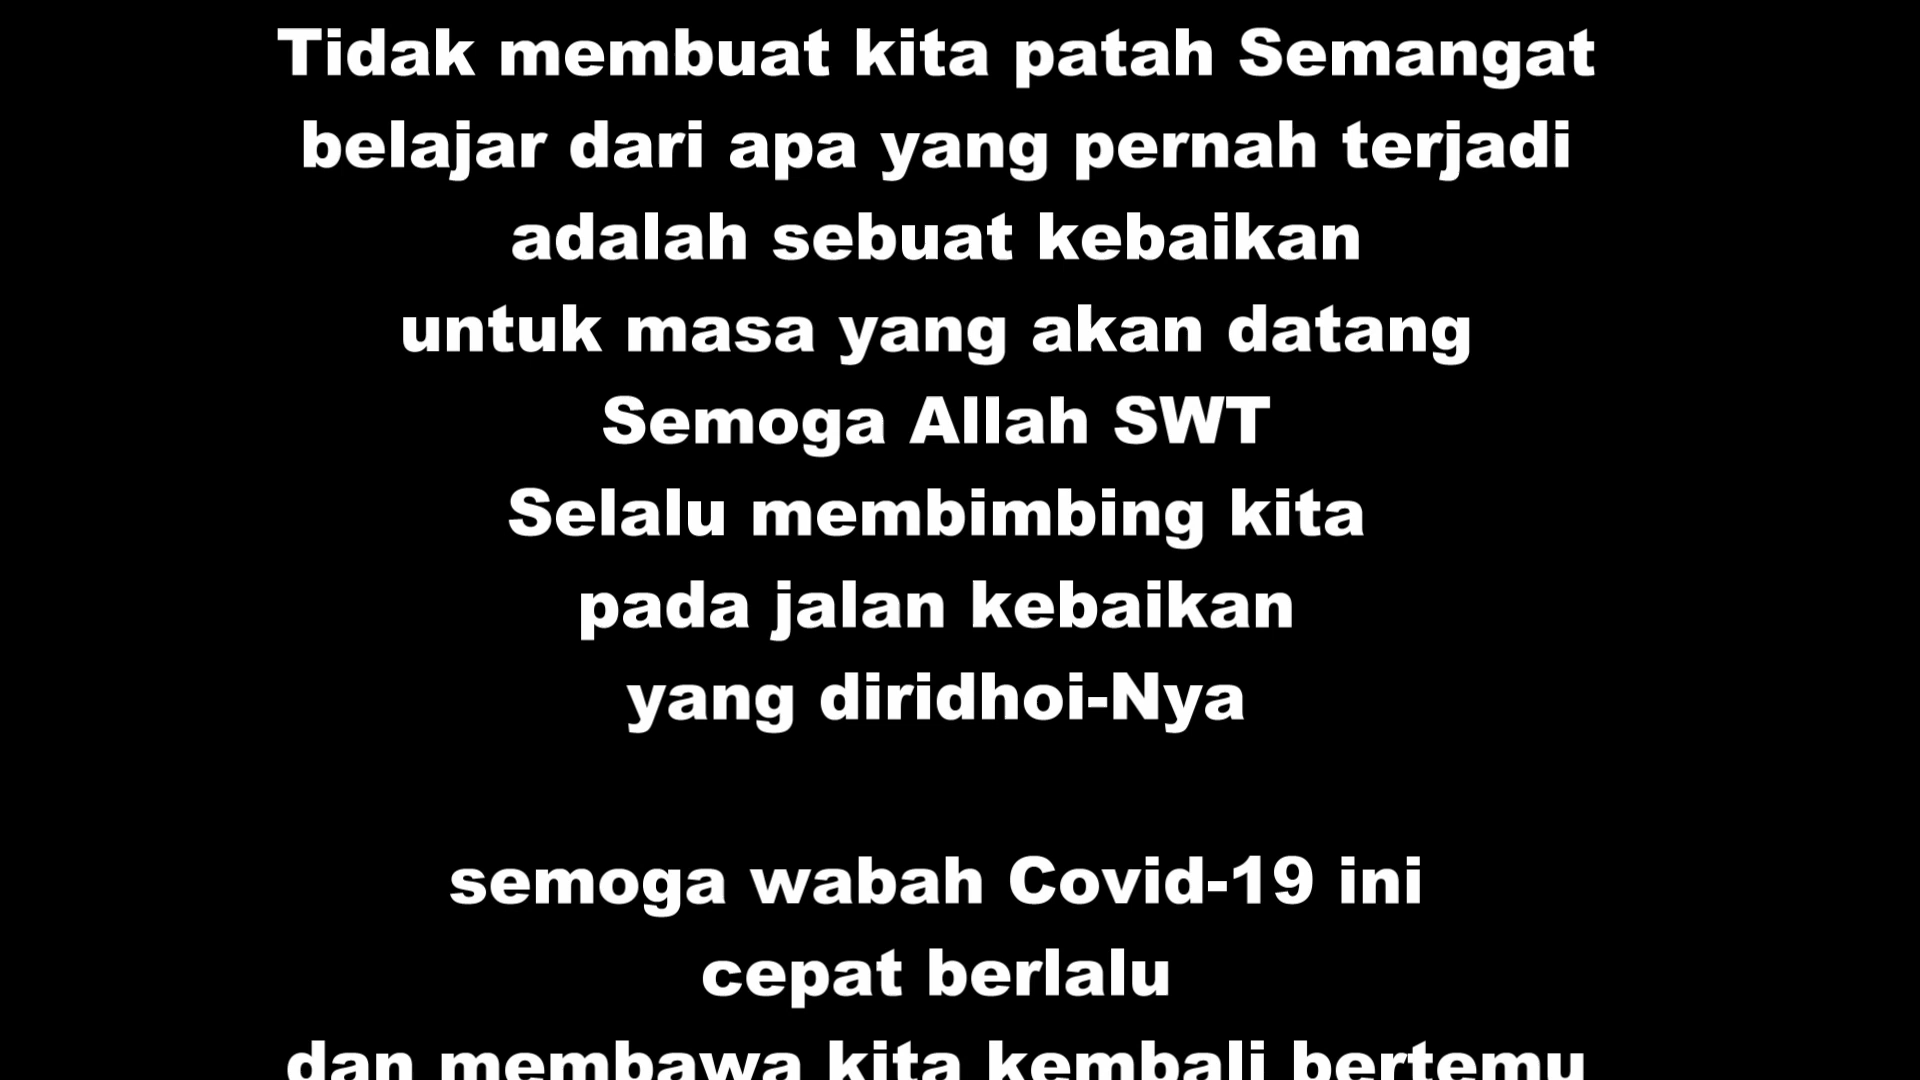 Tidak membuat kita patah Semangat
belajar dari apa yang pernah terjadi
adalah sebuat kebaikan
untuk masa yang akan datang
Semoga Allah SWT
Selalu membimbing kita
pada jalan kebaikan
yang diridhoi-Nya
semoga wabah Covid-19 ini
cepat berlalu
dan membawa kita kembali bertemu